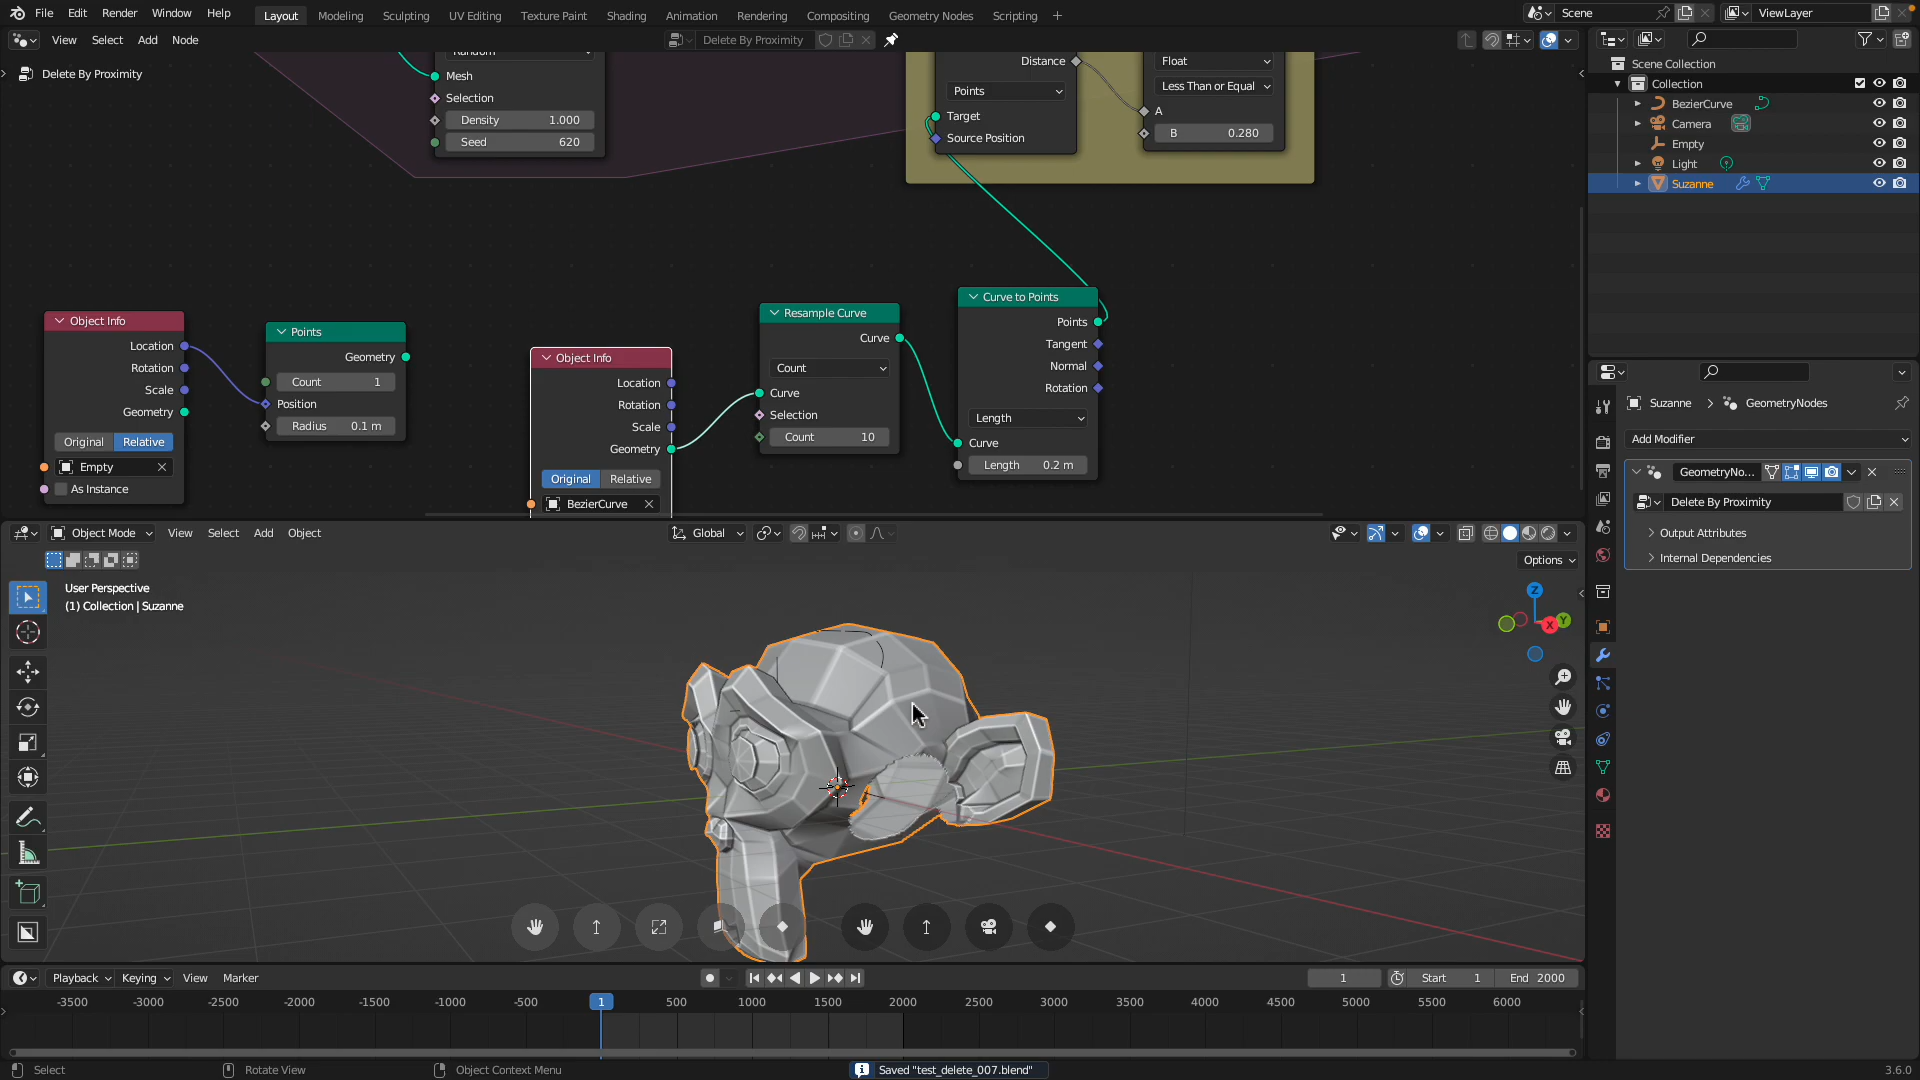 File Edit Render Window Help Layout Modeling Sculpting UV Editing Texture Paint Shading Animation Rendering Compositing Geometry Nodes Scripting + Scene ViewLayer
View Select Add Node Delete By Proximity
Delete By Proximity
Random
Mesh
Selection
Density 1.000
Seed 620
Distance
Points
Target
Source Position
Float
Less Than or Equal
A
B 0.280
Object Info
Location
Rotation
Scale
Geometry
Original Relative
Empty
As Instance
Points
Geometry
Count 1
Position
Radius 0.1 m
Object Info
Location
Rotation
Scale
Geometry
Original Relative
BezierCurve
Resample Curve
Curve
Count
Curve
Selection
Count 10
Curve to Points
Points
Tangent
Normal
Rotation
Length
Curve
Length 0.2 m
Scene Collection
Collection
BezierCurve
Camera
Empty
Light
Suzanne
Suzanne > GeometryNodes
Add Modifier
GeometryNo...
Delete By Proximity
Output Attributes
Internal Dependencies
Object Mode View Select Add Object Global
Options
User Perspective
(1) Collection | Suzanne
Z
X Y
Playback Keying View Marker 1 Start 1 End 2000
-3500 -3000 -2500 -2000 -1500 -1000 -500 1 500 1000 1500 2000 2500 3000 3500 4000 4500 5000 5500 6000
Select Rotate View Object Context Menu Saved "test_delete_007.blend" 3.6.0